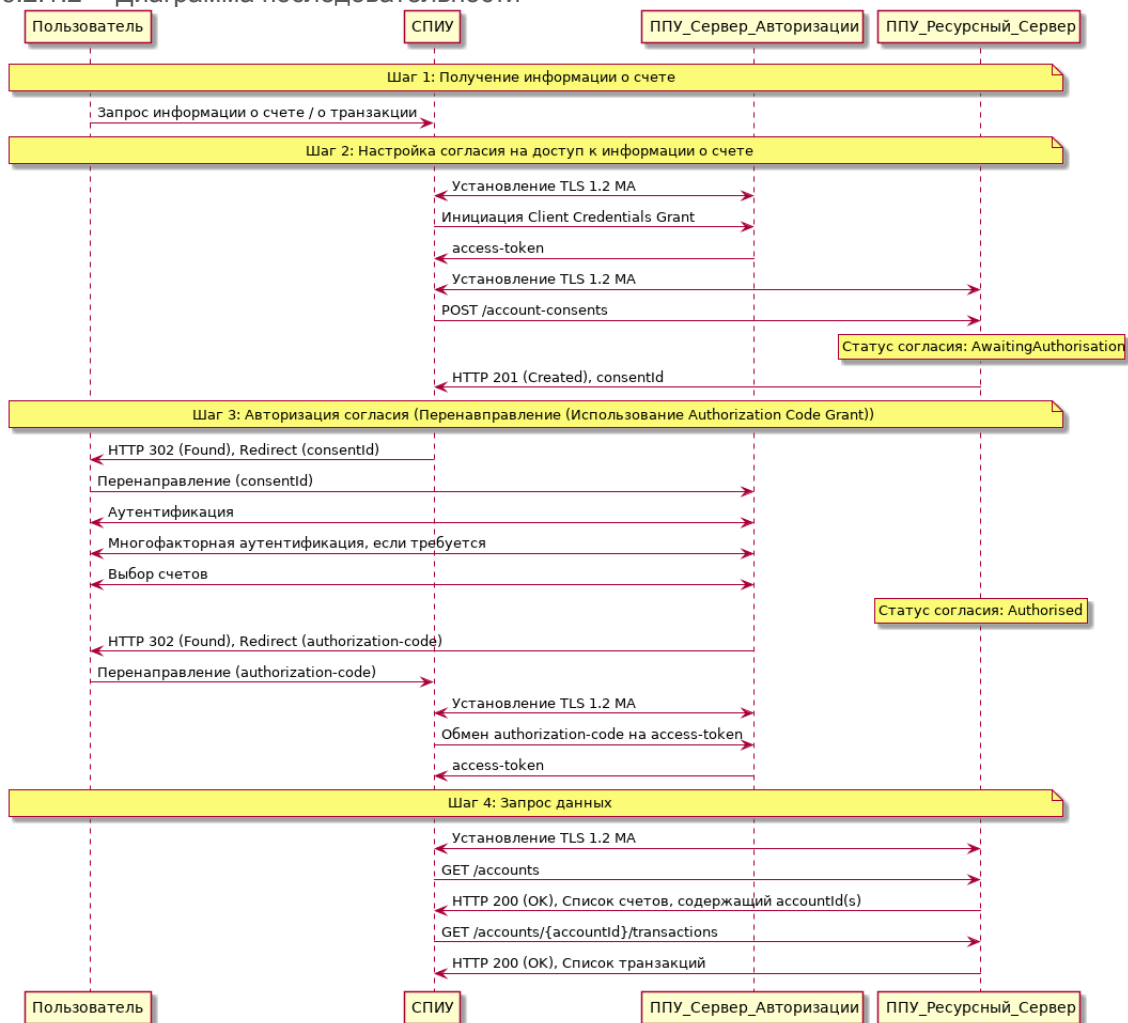 Диаграмма последовательности
Пользователь
СПИУ
ППУ_Сервер_Авторизации
ППУ_Ресурсный_Сервер
Шаг 1: Получение информации о счете
Запрос информации о счете / о транзакции
Шаг 2: Настройка согласия на доступ к информации о счете
Установление TLS 1.2 MA
Инициация Client Credentials Grant
access-token
Установление TLS 1.2 MA
POST /account-consents
Статус согласия: AwaitingAuthorisation
HTTP 201 (Created), consentId
Шаг 3: Авторизация согласия (Перенавправление (Использование Authorization Code Grant))
HTTP 302 (Found), Redirect (consentId)
Перенаправление (consentId)
Аутентификация
Многофакторная аутентификация, если требуется
Выбор счетов
Статус согласия: Authorised
HTTP 302 (Found), Redirect (authorization-code)
Перенаправление (authorization-code)
Установление TLS 1.2 MA
Обмен authorization-code на access-token
access-token
Шаг 4: Запрос данных
Установление TLS 1.2 MA
GET /accounts
HTTP 200 (OK), Список счетов, содержащий accountId(s)
GET /accounts/{accountId}/transactions
HTTP 200 (OK), Список транзакций
Пользователь
СПИУ
ППУ_Сервер_Авторизации
ППУ_Ресурсный_Сервер